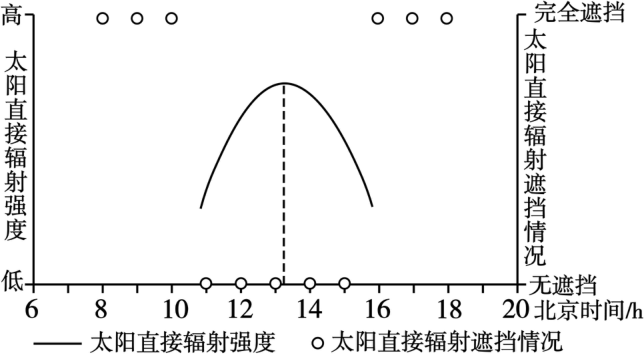 高
完全遮挡
太阳直接辐射强度
太阳直接辐射遮挡情况
低
无遮挡
6 8 10 12 14 16 18 20 北京时间/h
太阳直接辐射强度 太阳直接辐射遮挡情况